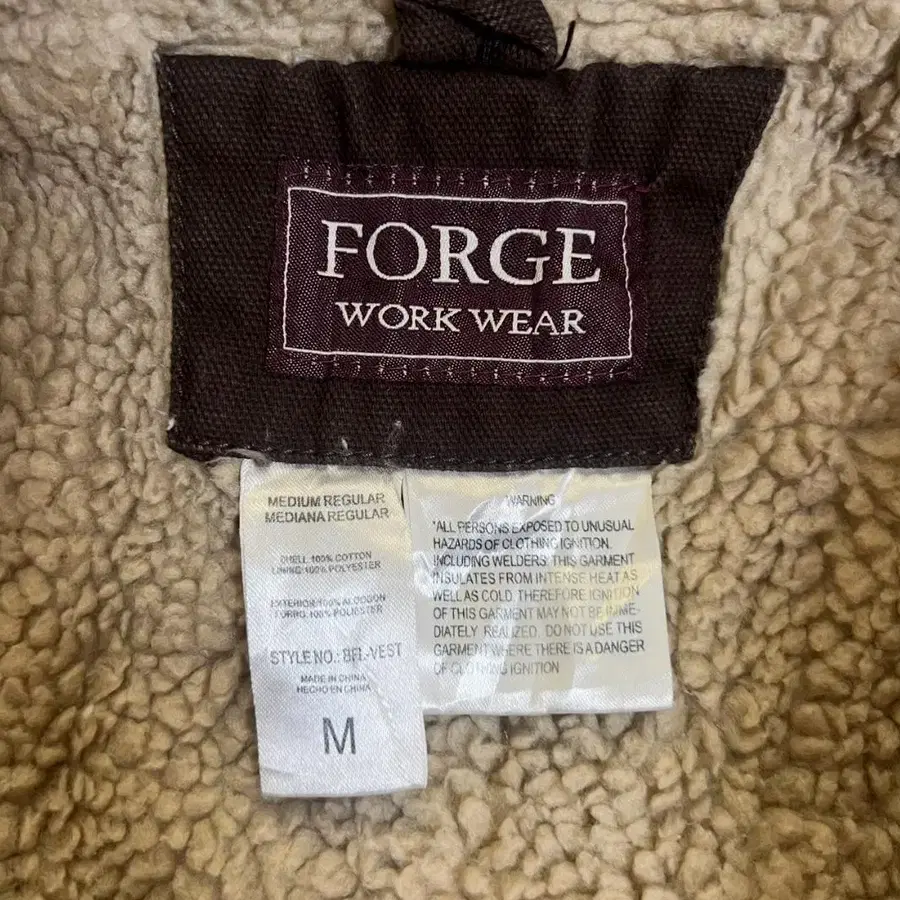 FORGE
WORK WEAR
MEDIUM REGULAR
MEDIANA REGULAR
SHELL 100% COTTON
LINING: 100% POLYESTER
EXTERIOR: 100% ALGODON
FORRO: 100% POLIESTER
STYLE NO.: BFL-VEST
MADE IN CHINA
HECHO EN CHINA
M
WARNING
*ALL PERSONS EXPOSED TO UNUSUAL
HAZARDS OF CLOTHING IGNITION.
INCLUDING WELDERS: THIS GARMENT
INSULATES FROM INTENSE HEAT AS
WELL AS COLD. THEREFORE IGNITION
OF THIS GARMENT MAY NOT BE IMME-
DIATELY REALIZED. DO NOT USE THIS
GARMENT WHERE THERE IS A DANGER
OF CLOTHING IGNITION